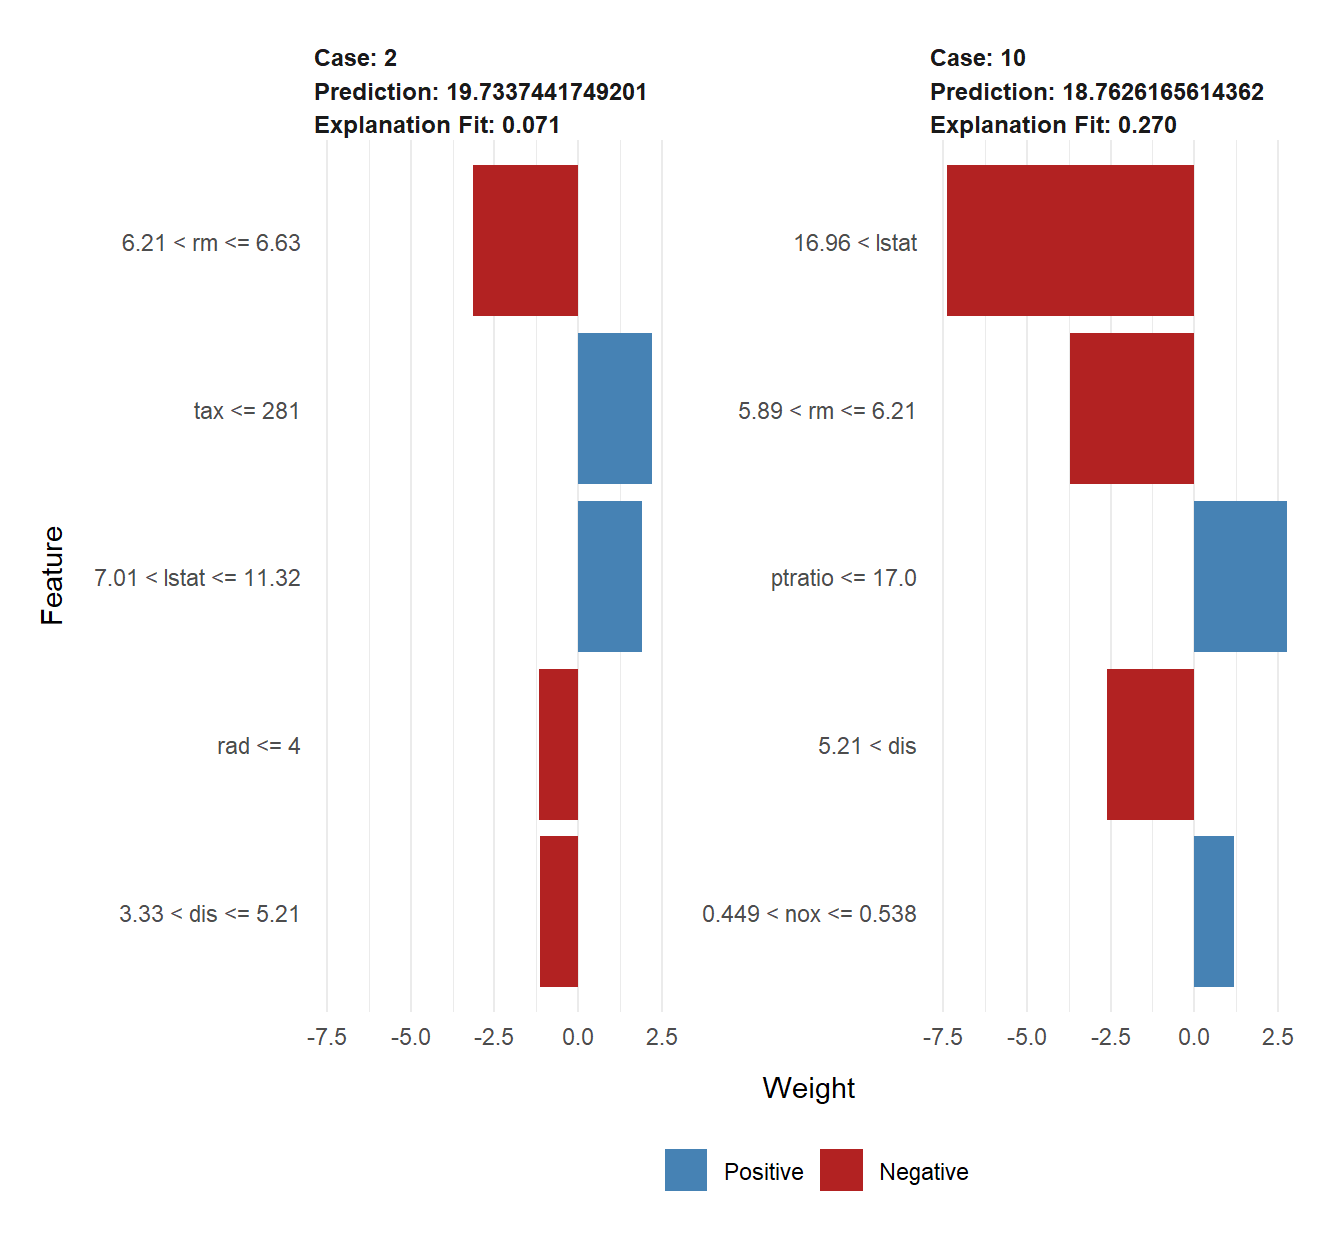 Case: 2
Prediction: 19.7337441749201
Explanation Fit: 0.071
Case: 10
Prediction: 18.7626165614362
Explanation Fit: 0.270
Feature
6.21 < rm <= 6.63
tax <= 281
7.01 < lstat <= 11.32
rad <= 4
3.33 < dis <= 5.21
16.96 < lstat
5.89 < rm <= 6.21
ptratio <= 17.0
5.21 < dis
0.449 < nox <= 0.538
-7.5 -5.0 -2.5 0.0 2.5
-7.5 -5.0 -2.5 0.0 2.5
Weight
Positive Negative